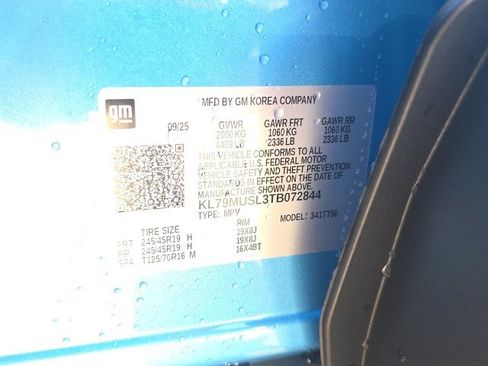 MFD BY GM KOREA COMPANY
gm
09/25 GVWR GAWR FRT GAWR RR
2000 KG 1060 KG 1060 KG
4409 LB 2336 LB 2336 LB
THIS VEHICLE CONFORMS TO ALL
APPLICABLE U.S. FEDERAL MOTOR
VEHICLE SAFETY AND THEFT
PREVENTION STANDARDS
IN EFFECT ON THE DATE OF
MANUFACTURE SHOWN ABOVE.
KL79MUSL3TB072844
TYPE: MPV MODEL: 341TT56
TIRE SIZE RIM
FRT 245/45R19 H 19X8J
RR 245/45R19 H 19X8J
SPA T125/70R16 M 16X4BT